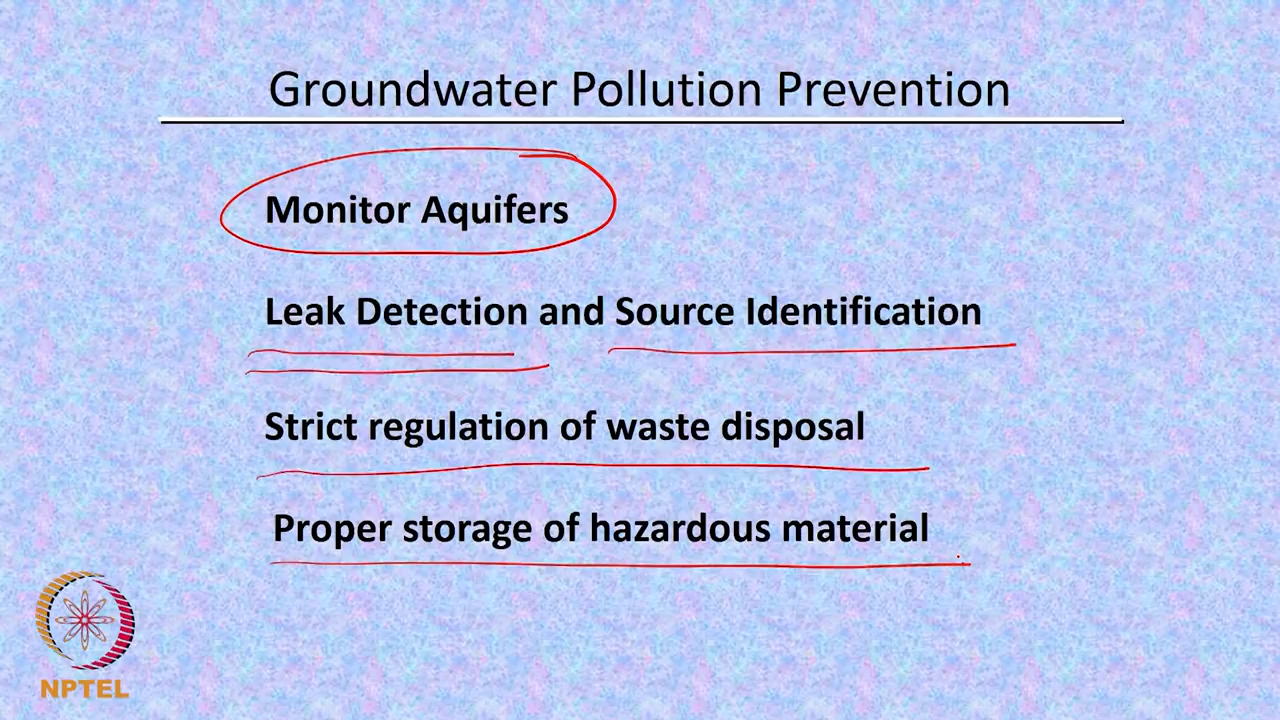 Groundwater Pollution Prevention
Monitor Aquifers
Leak Detection and Source Identification
Strict regulation of waste disposal
Proper storage of hazardous material
NPTEL